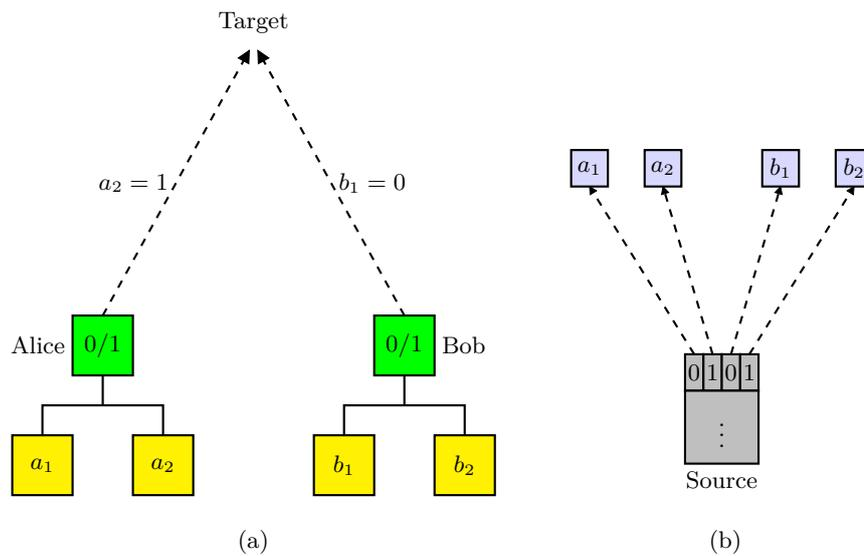 Target
a₂ = 1
b₁ = 0
Alice
0/1
0/1
Bob
a₁
a₂
b₁
b₂
(a)
a₁
a₂
b₁
b₂
0
1
0
1
⋮
Source
(b)